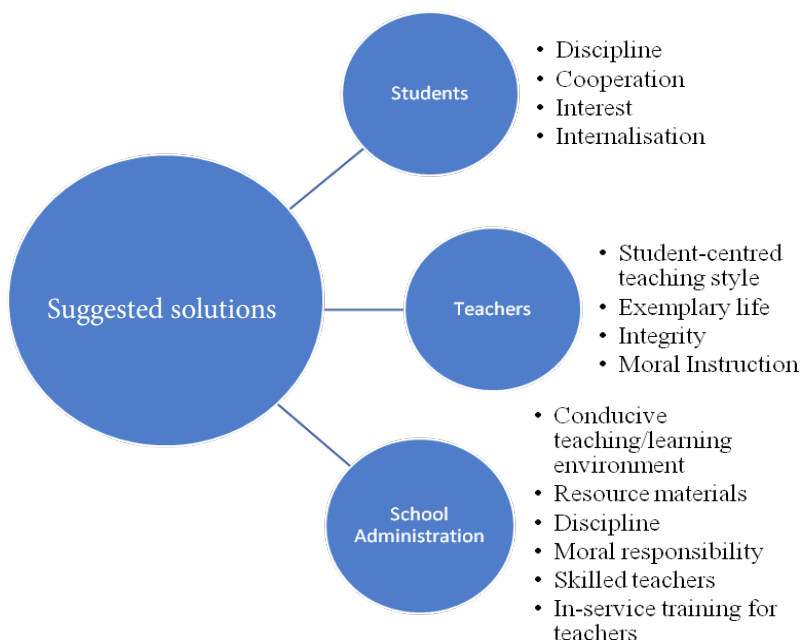 Suggested solutions
Students
• Discipline
• Cooperation
• Interest
• Internalisation
Teachers
• Student-centred
teaching style
• Exemplary life
• Integrity
• Moral Instruction
School
Administration
• Conducive
teaching/learning
environment
• Resource materials
• Discipline
• Moral responsibility
• Skilled teachers
• In-service training for
teachers